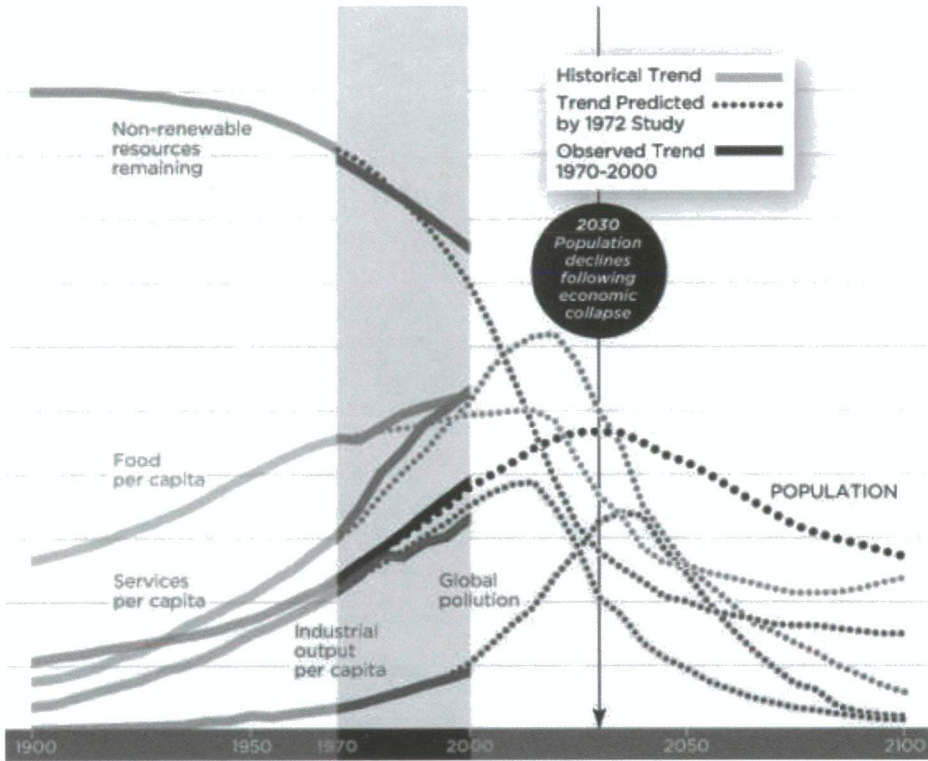 Historical Trend
Trend Predicted
by 1972 Study
Observed Trend
1970-2000
Non-renewable
resources
remaining
2030
Population
declines
following
economic
collapse
Food
per capita
POPULATION
Services
per capita
Global
pollution
Industrial
output
per capita
1900 1950 1970 2000 2050 2100